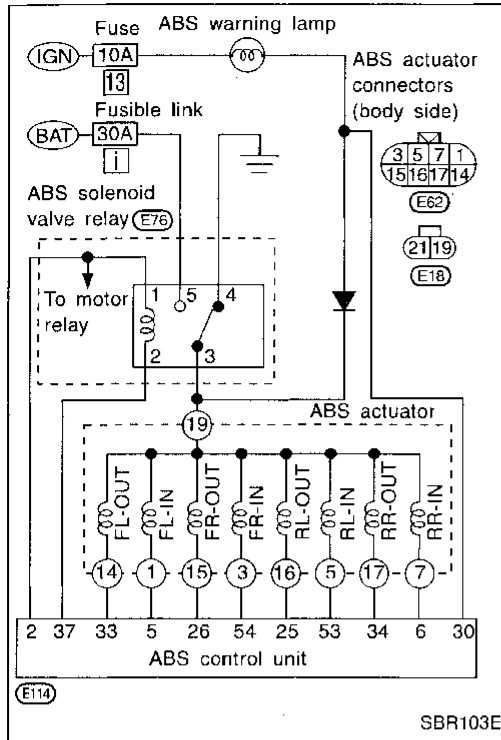 Fuse
ABS warning lamp
IGN 10A
13
ABS actuator
connectors
(body side)
Fusible link
BAT 30A
i
3 5 7 1
15 16 17 14
E62
ABS solenoid
valve relay E76
21 19
E18
To motor
relay
1 5 4
2 3
19
ABS actuator
FL-OUT FL-IN FR-OUT FR-IN RL-OUT RL-IN RR-OUT RR-IN
14 1 15 3 16 5 17 7
2 37 33 5 26 54 25 53 34 6 30
ABS control unit
E114
SBR103E